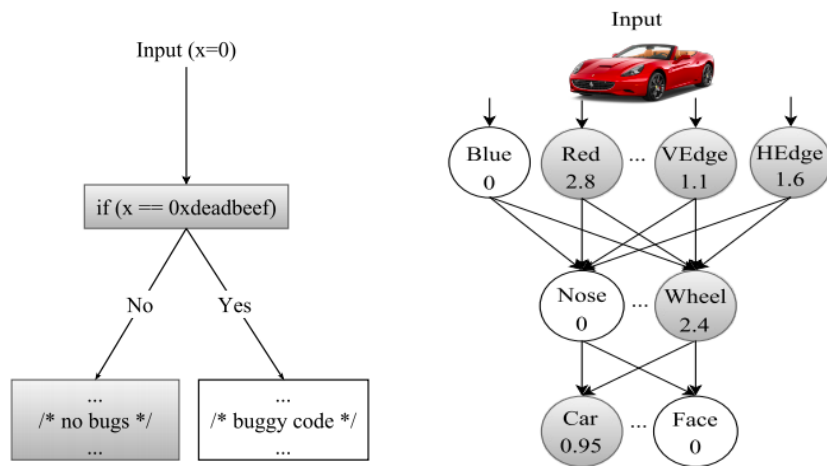 Input (x=0)
if (x == 0xdeadbeef)
No
Yes
...
/* no bugs */
...
...
/* buggy code */
...
Input
Blue
0
Red
2.8
...
VEdge
1.1
HEdge
1.6
Nose
0
...
Wheel
2.4
Car
0.95
...
Face
0